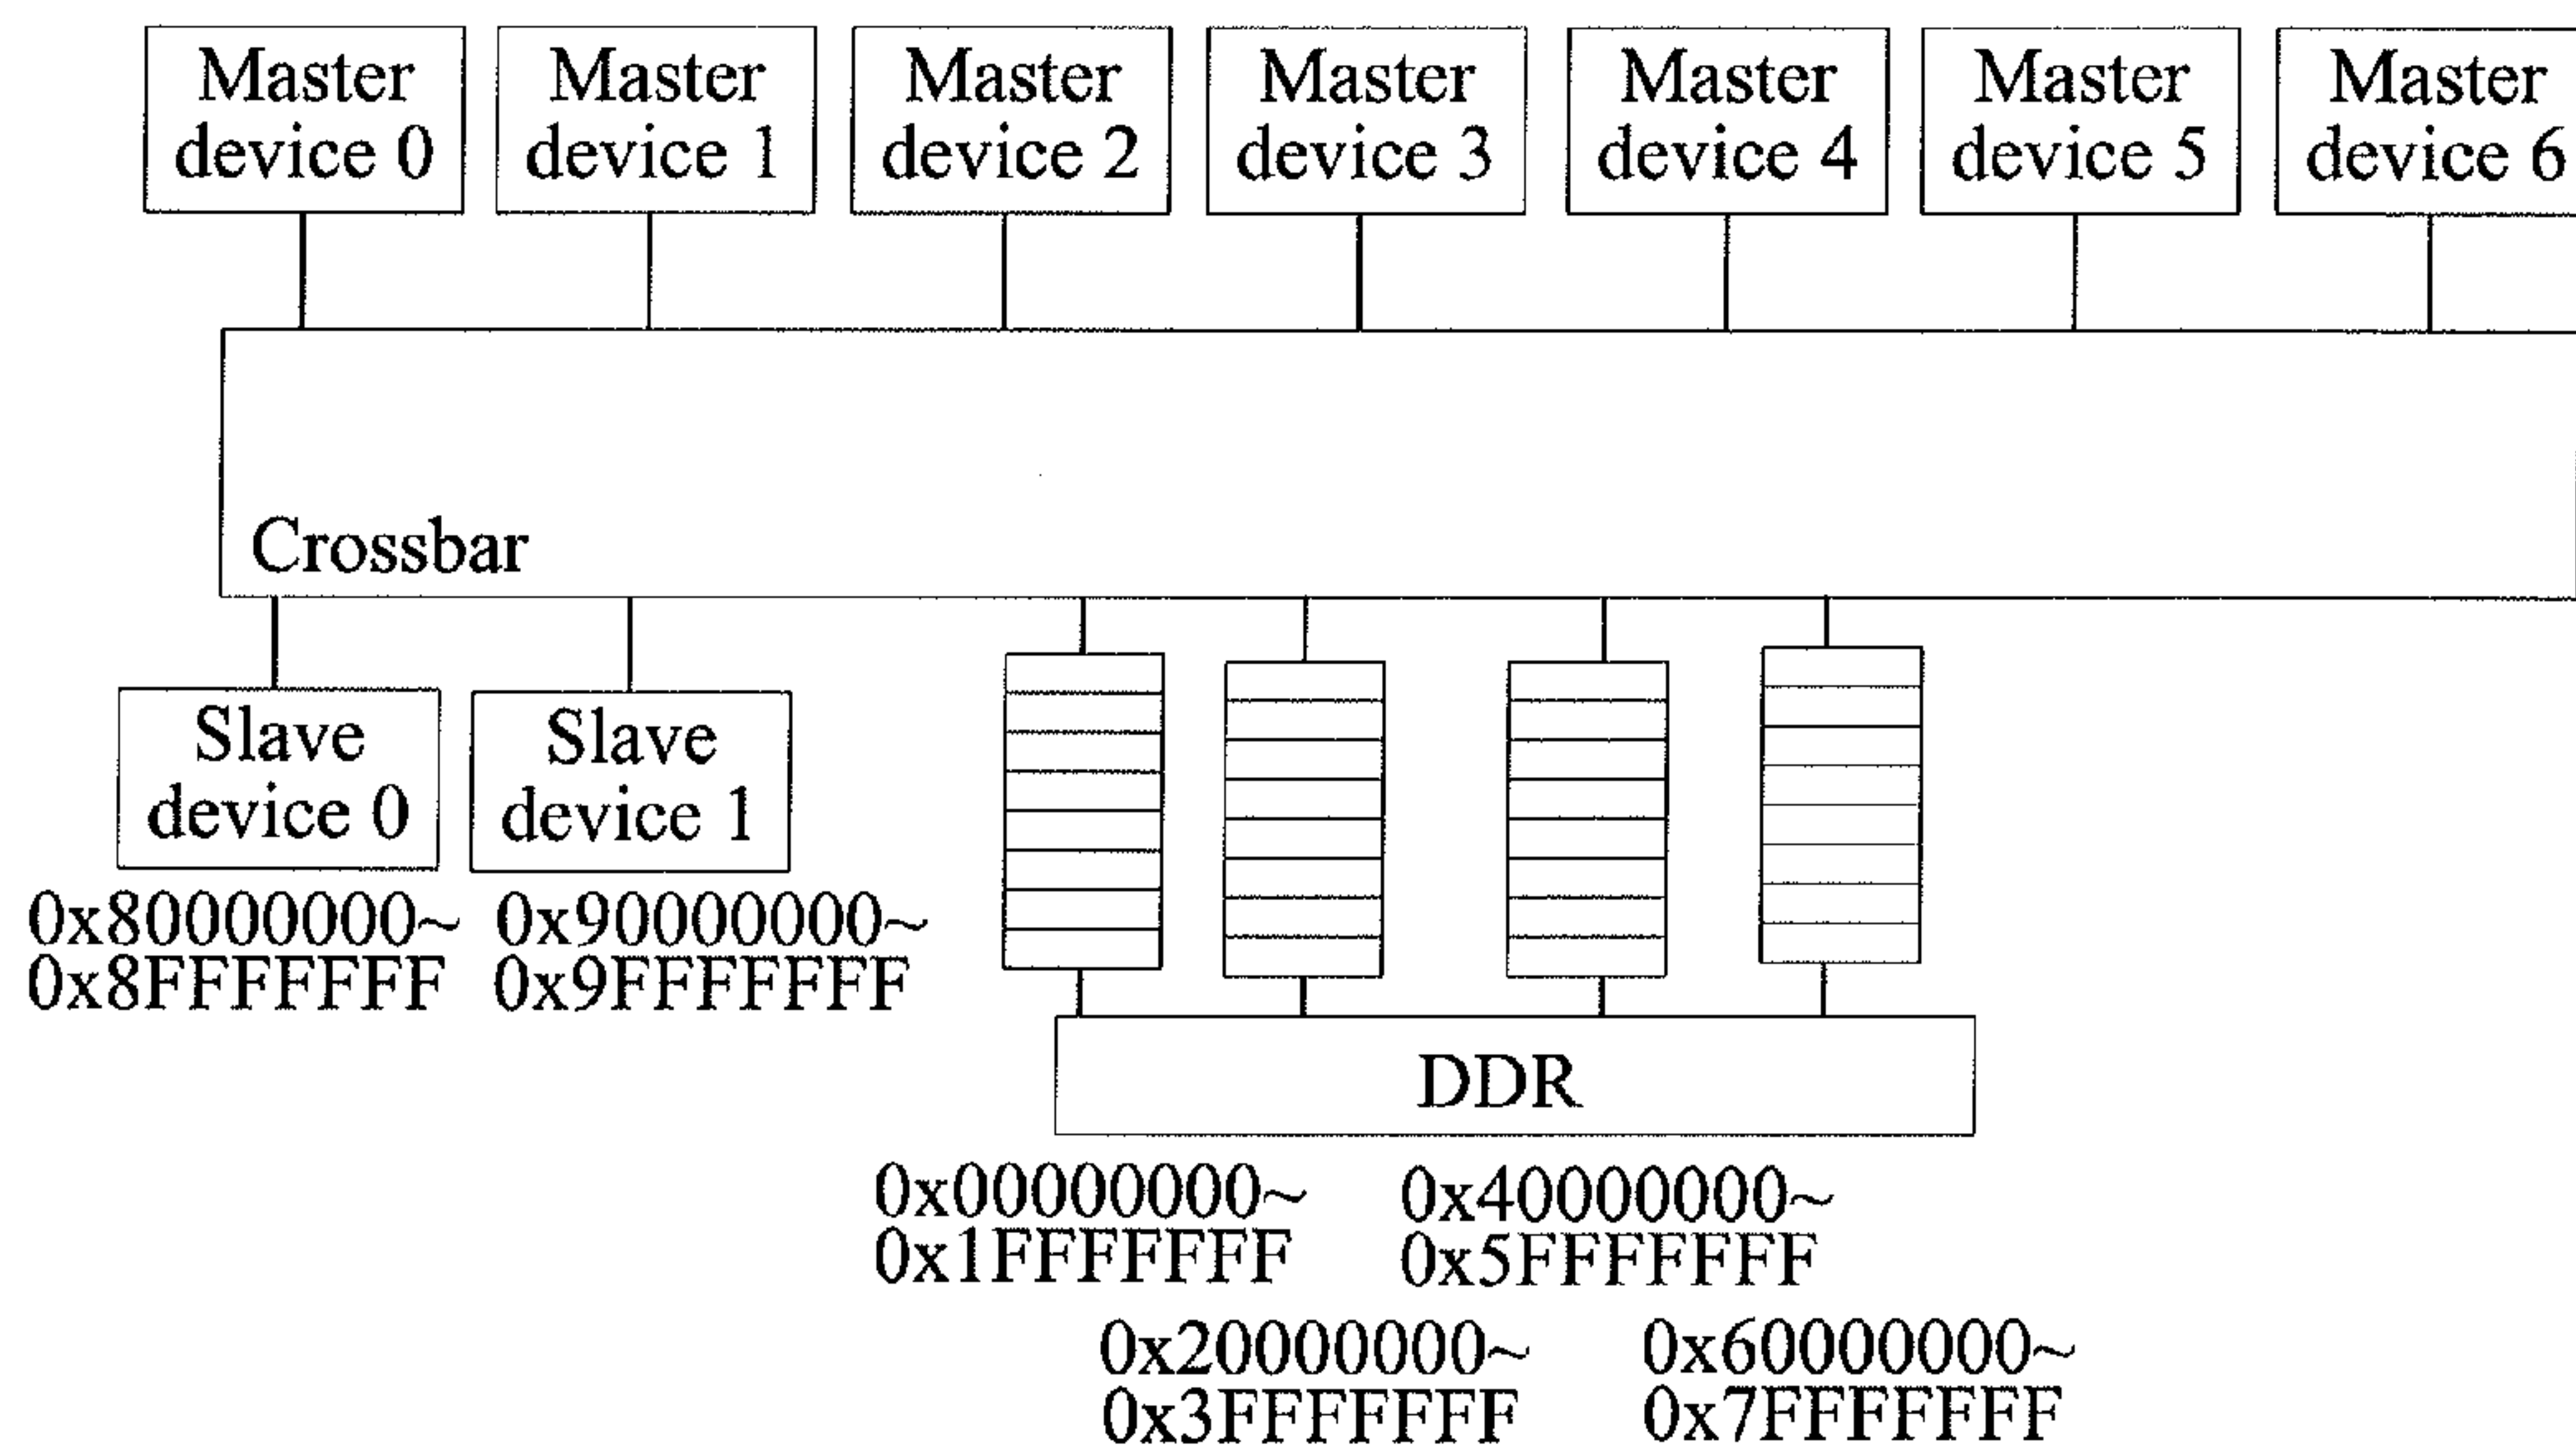 Master
device 0
Master
device 1
Master
device 2
Master
device 3
Master
device 4
Master
device 5
Master
device 6
Crossbar
Slave
device 0
Slave
device 1
0x80000000~
0x8FFFFFFF
0x90000000~
0x9FFFFFFF
DDR
0x00000000~
0x1FFFFFFF
0x40000000~
0x5FFFFFFF
0x20000000~
0x3FFFFFFF
0x60000000~
0x7FFFFFFF